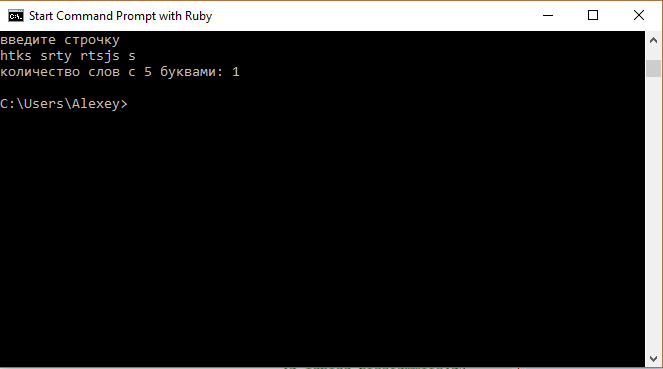 Start Command Prompt with Ruby
введите строчку
htks srty rtsjs s
количество слов с 5 буквами: 1
C:\Users\Alexey>